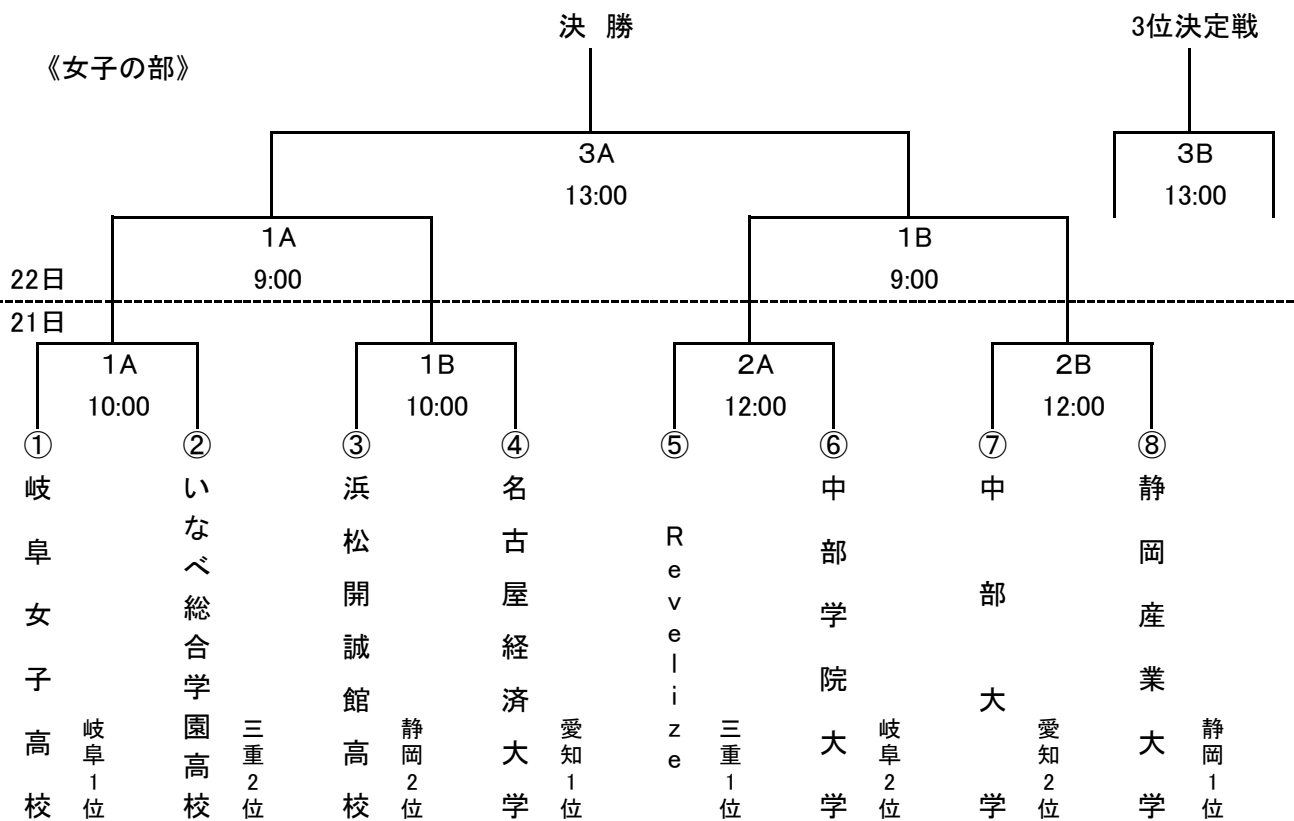 決 勝
3位決定戦
《女子の部》
3A
3B
13:00
13:00
1A
1B
22日
9:00
9:00
21日
1A
1B
2A
2B
10:00
10:00
12:00
12:00
①
②
③
④
⑤
⑥
⑦
⑧
岐阜女子高校
岐阜1位
いなべ総合学園高校
三重2位
浜松開誠館高校
静岡2位
名古屋経済大学
愛知1位
Revelize
三重1位
中部学院大学
岐阜2位
中部大学
愛知2位
静岡産業大学
静岡1位